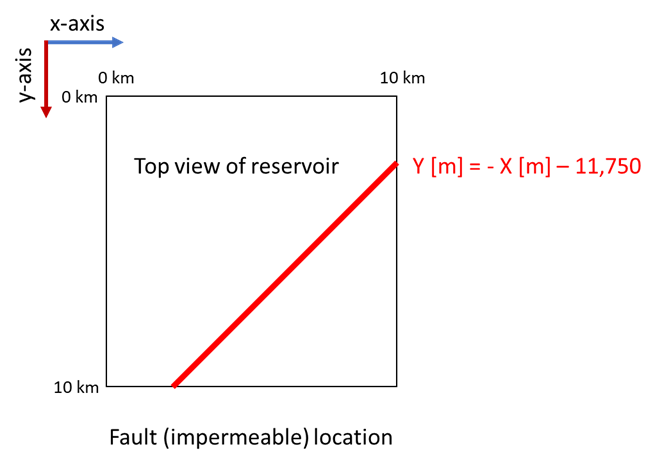 x-axis
y-axis
0 km
10 km
0 km
Top view of reservoir
Y [m] = - X [m] – 11,750
10 km
Fault (impermeable) location